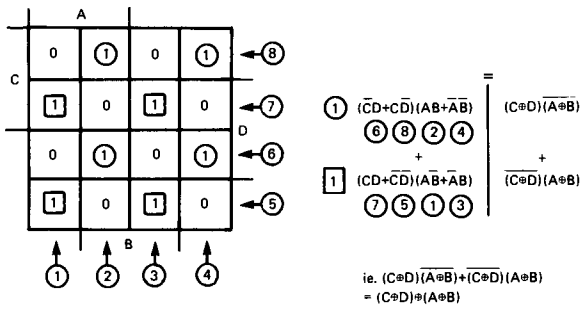 A
0 1 0 1 8
C
=
1 0 1 0 7
1 (C̅D+CD̅)(AB+A̅B̅) (C⊕D)(A̅⊕̅B̅)
D
6 8 2 4
0 1 0 1 6
+ +
1 (CD+C̅D̅)(AB̅+A̅B) (C̅⊕̅D̅)(A⊕B)
1 0 1 0 5
7 5 1 3
B
1 2 3 4
ie. (C⊕D)(A̅⊕̅B̅)+(C̅⊕̅D̅)(A⊕B)
= (C⊕D)⊕(A⊕B)